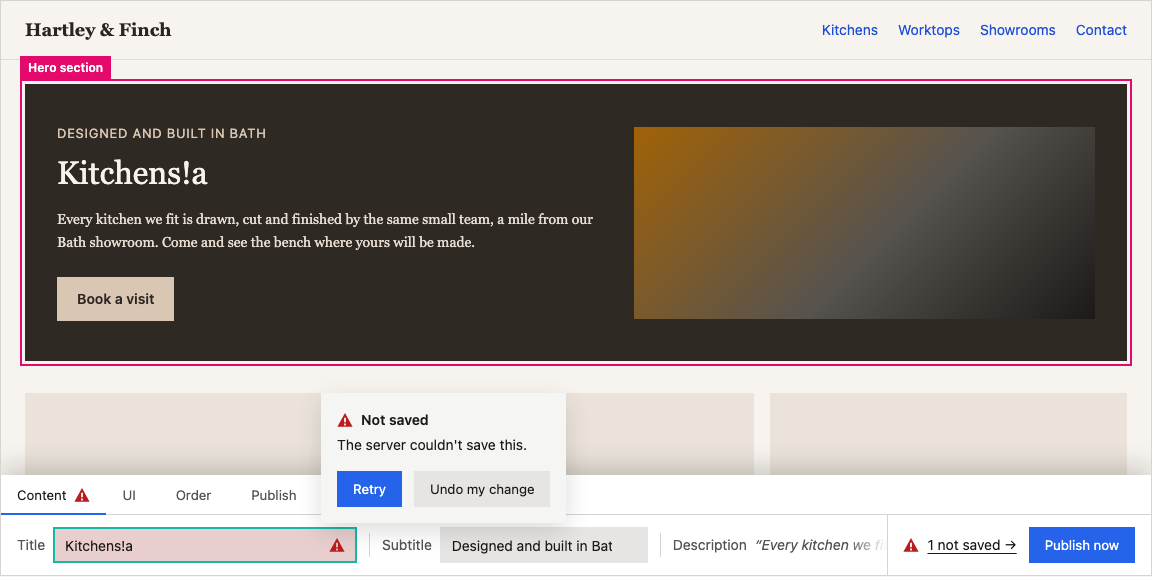 Hartley & Finch
Kitchens Worktops Showrooms Contact
Hero section
DESIGNED AND BUILT IN BATH
Kitchens!a
Every kitchen we fit is drawn, cut and finished by the same small team, a mile from our
Bath showroom. Come and see the bench where yours will be made.
Book a visit
Not saved
The server couldn't save this.
Retry Undo my change
Content UI Order Publish
Title Kitchens!a Subtitle Designed and built in Bat Description “Every kitchen we 1 not saved → Publish now